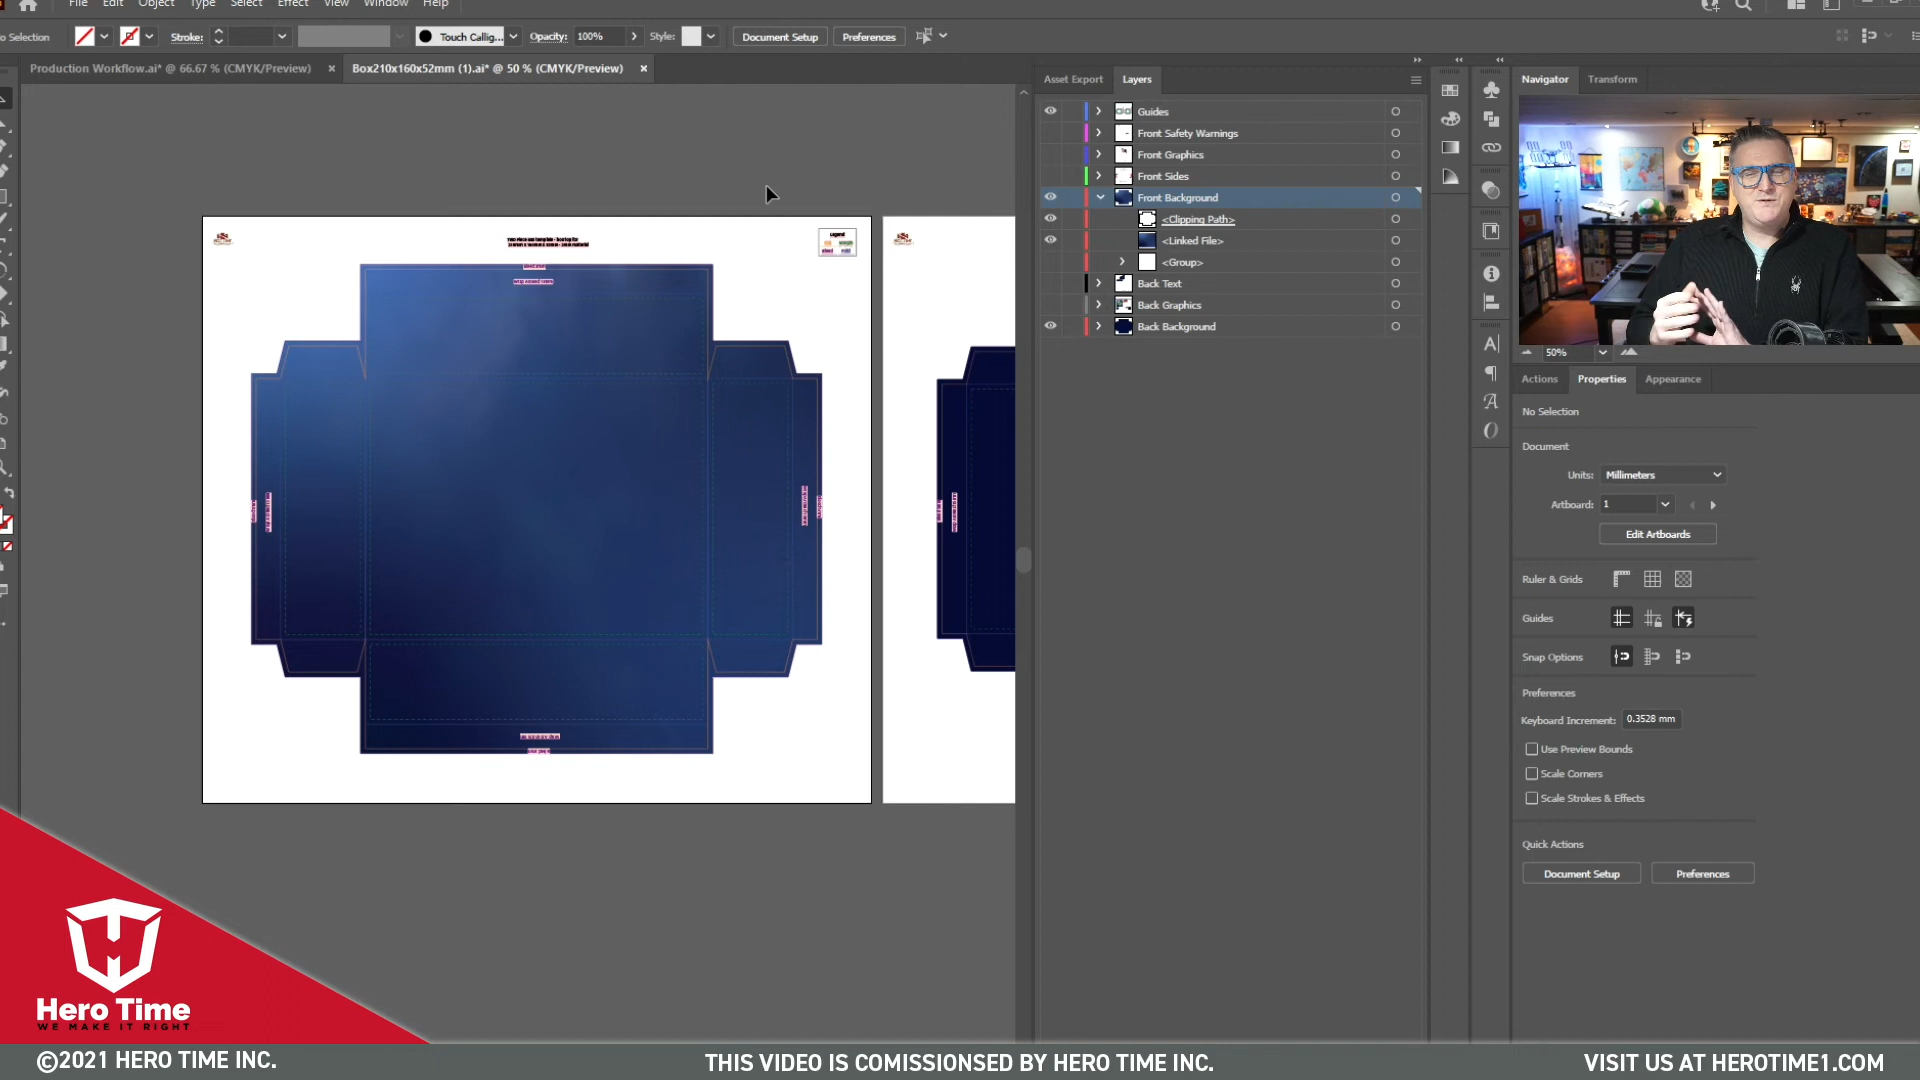 File Edit Object Type Select Effect View Window Help
No Selection Stroke: Touch Callig... Opacity: 100% Style: Document Setup Preferences
Production Workflow.ai* @ 66.67 % (CMYK/Preview) × Box210x160x52mm (1).ai* @ 50 % (CMYK/Preview) ×
Asset Export Layers
Guides
Front Safety Warnings
Front Graphics
Front Sides
Front Background
<Clipping Path>
<Linked File>
<Group>
Back Text
Back Graphics
Back Background
Navigator Transform
50%
Actions Properties Appearance
No Selection
Document
Units: Millimeters
Artboard: 1
Edit Artboards
Ruler & Grids
Guides
Snap Options
Preferences
Keyboard Increment: 0.3528 mm
Use Preview Bounds
Scale Corners
Scale Strokes & Effects
Quick Actions
Document Setup Preferences
Legend
Hero Time
WE MAKE IT RIGHT
©2021 HERO TIME INC.
THIS VIDEO IS COMISSIONSED BY HERO TIME INC.
VISIT US AT HEROTIME1.COM